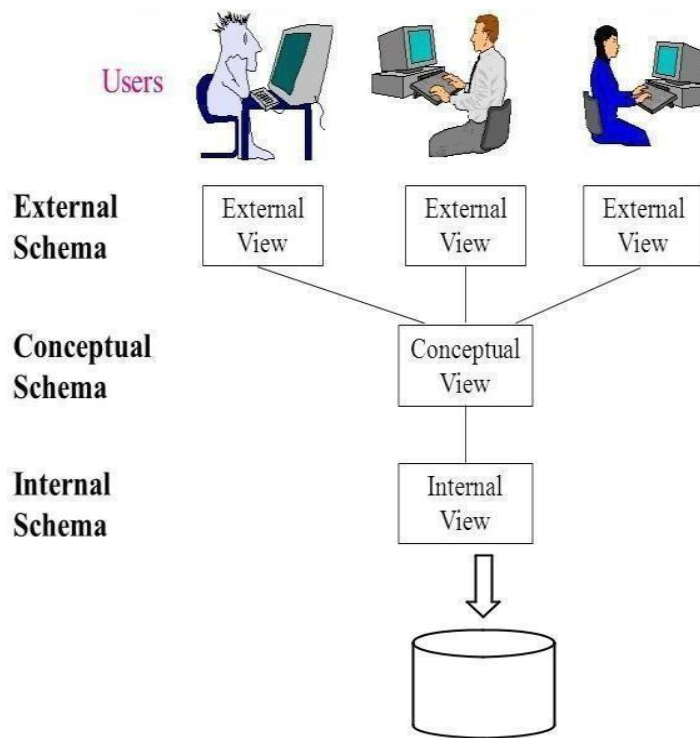 Users
External
Schema
External
View
External
View
External
View
Conceptual
Schema
Conceptual
View
Internal
Schema
Internal
View